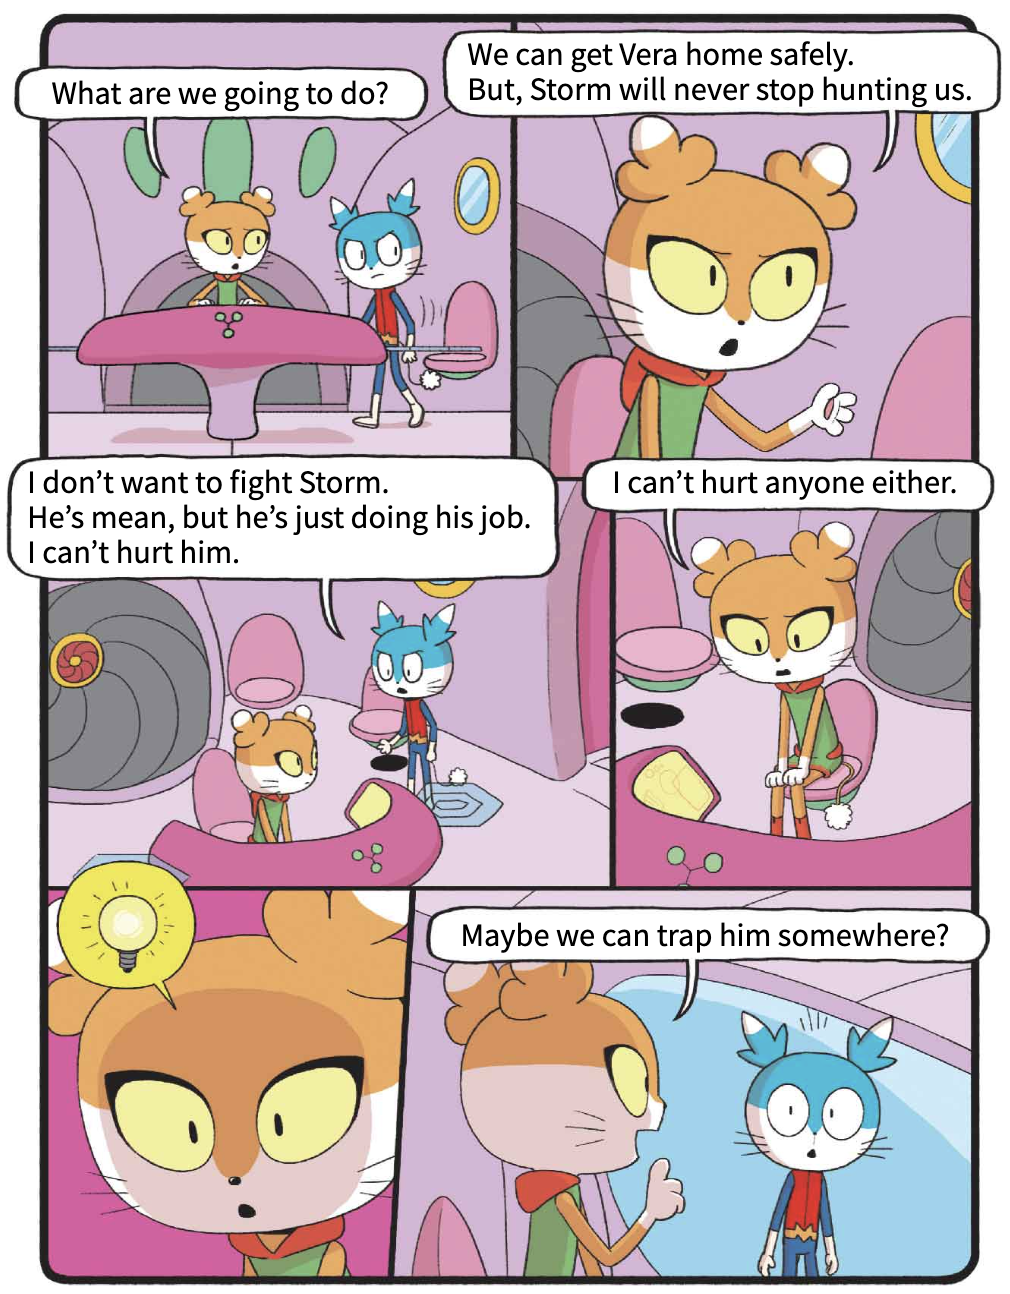 What are we going to do?
We can get Vera home safely.
But, Storm will never stop hunting us.
I don’t want to fight Storm.
He’s mean, but he’s just doing his job.
I can’t hurt him.
I can’t hurt anyone either.
Maybe we can trap him somewhere?